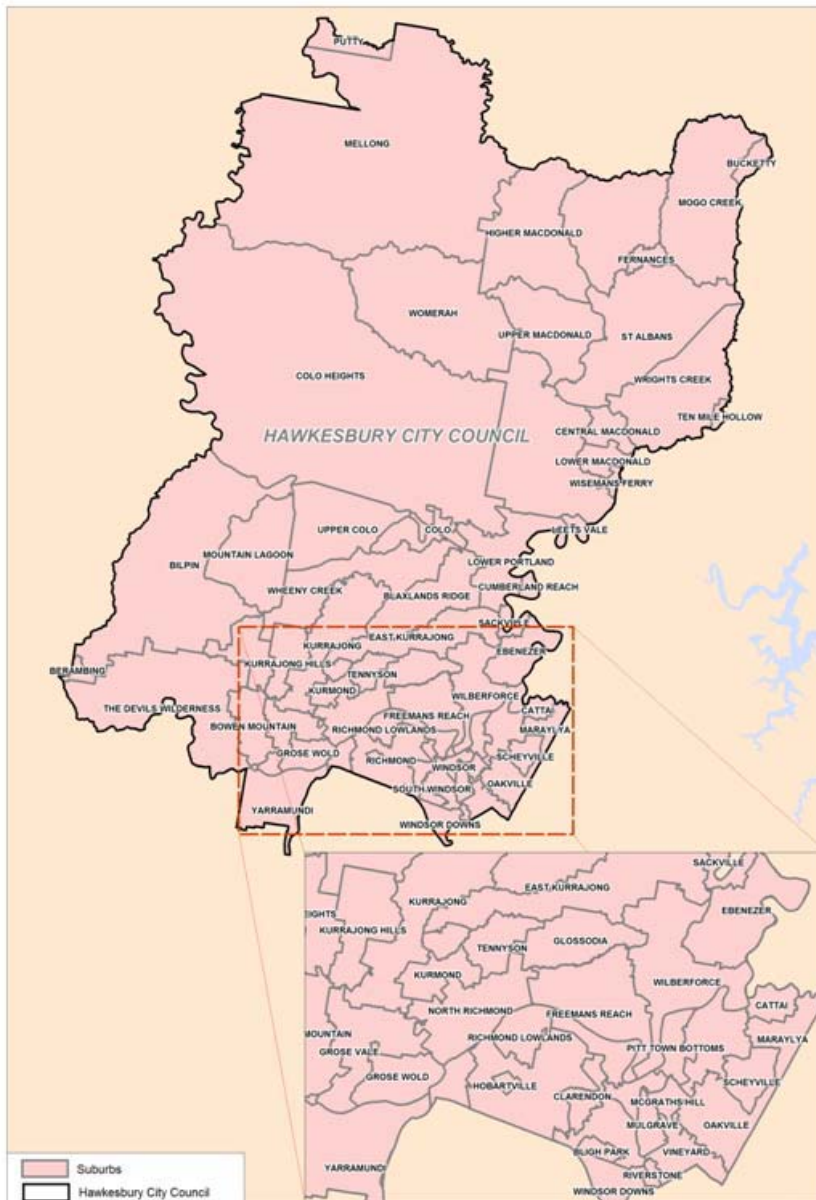 PUTTY
MELLONG
BUCKETTY
MOGO CREEK
HIGHER MACDONALD
FERNANCES
WOMERAH
UPPER MACDONALD
ST ALBANS
COLO HEIGHTS
WRIGHTS CREEK
TEN MILE HOLLOW
HAWKESBURY CITY COUNCIL
CENTRAL MACDONALD
LOWER MACDONALD
WISEMANS FERRY
UPPER COLO
COLO
LEETS VALE
MOUNTAIN LAGOON
BILPIN
LOWER PORTLAND
WHEENY CREEK
CUMBERLAND REACH
BLAXLANDS RIDGE
SACKVILLE
EAST KURRAJONG
KURRAJONG
EBENEZER
KURRAJONG HILLS
BERAMBING
TENNYSON
KURMOND
WILBERFORCE
THE DEVILS WILDERNESS
CATTAI
FREEMANS REACH
BOWEN MOUNTAIN
RICHMOND LOWLANDS
MARAYLYA
GROSE WOLD
SCHEYVILLE
RICHMOND
WINDSOR
OAKVILLE
SOUTH WINDSOR
YARRAMUNDI
WINDSOR DOWNS
SACKVILLE
EAST KURRAJONG
KURRAJONG
EBENEZER
EIGHTS
KURRAJONG HILLS
GLOSSODIA
TENNYSON
KURMOND
WILBERFORCE
CATTAI
NORTH RICHMOND
FREEMANS REACH
MOUNTAIN
RICHMOND LOWLANDS
MARAYLYA
PITT TOWN BOTTOMS
GROSE VALE
GROSE WOLD
HOBARTVILLE
SCHEYVILLE
CLARENDON
MCGRATHS HILL
MULGRAVE
OAKVILLE
BLIGH PARK
VINEYARD
YARRAMUNDI
RIVERSTONE
WINDSOR DOWNS
Suburbs
Hawkesbury City Council